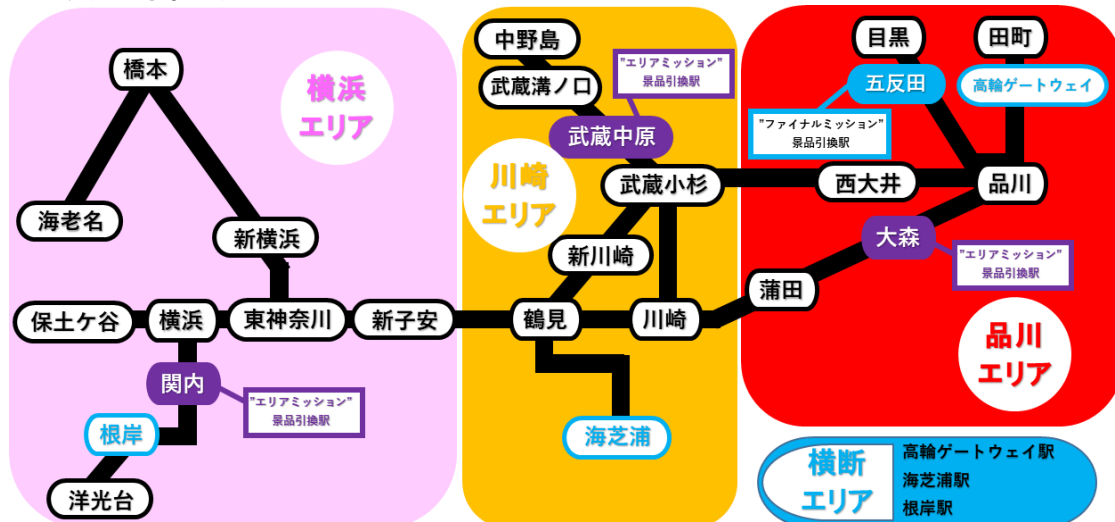 橋本
横浜
エリア
海老名
新横浜
保土ケ谷
横浜
東神奈川
新子安
関内
"エリアミッション"
景品引換駅
根岸
洋光台
中野島
武蔵溝ノ口
"エリアミッション"
景品引換駅
武蔵中原
川崎
エリア
武蔵小杉
新川崎
鶴見
川崎
海芝浦
目黒
田町
五反田
高輪ゲートウェイ
"ファイナルミッション"
景品引換駅
西大井
品川
大森
"エリアミッション"
景品引換駅
蒲田
品川
エリア
横断
エリア
高輪ゲートウェイ駅
海芝浦駅
根岸駅